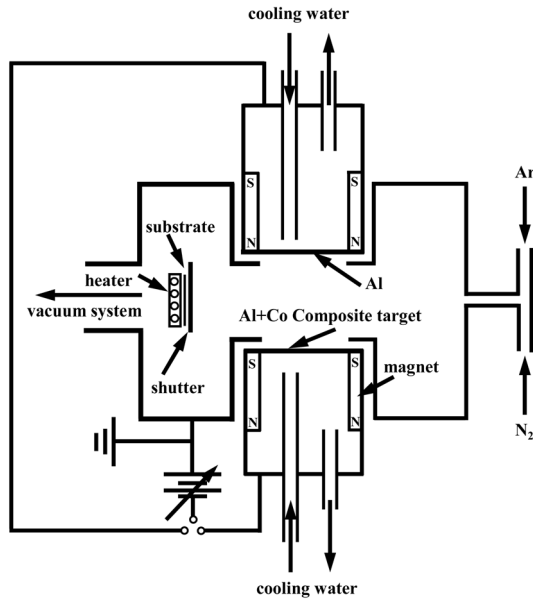 cooling water
S
S
N
N
Al
Ar
substrate
heater
vacuum system
shutter
Al+Co Composite target
S
S
magnet
N
N
N2
cooling water